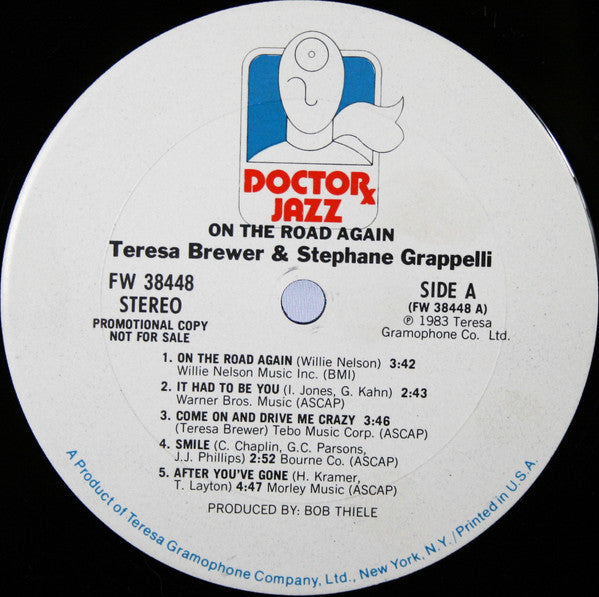 DOCTOR℞
JAZZ
ON THE ROAD AGAIN
Teresa Brewer & Stephane Grappelli
FW 38448
STEREO
PROMOTIONAL COPY
NOT FOR SALE
SIDE A
(FW 38448 A)
℗ 1983 Teresa
Gramophone Co. Ltd.
1. ON THE ROAD AGAIN (Willie Nelson) 3:42
Willie Nelson Music Inc. (BMI)
2. IT HAD TO BE YOU (I. Jones, G. Kahn) 2:43
Warner Bros. Music (ASCAP)
3. COME ON AND DRIVE ME CRAZY 3:46
(Teresa Brewer) Tebo Music Corp. (ASCAP)
4. SMILE (C. Chaplin, G.C. Parsons,
J.J. Phillips) 2:52 Bourne Co. (ASCAP)
5. AFTER YOU'VE GONE (H. Kramer,
T. Layton) 4:47 Morley Music (ASCAP)
PRODUCED BY: BOB THIELE
A Product of Teresa Gramophone Company, Ltd., New York, N.Y./Printed in U.S.A.